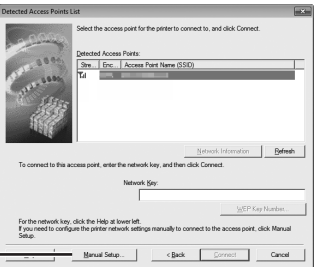 Detected Access Points List
Select the access point for the printer to connect to, and click Connect.
Detected Access Points:
Stre... Enc... Access Point Name (SSID)
Network Information Refresh
To connect to this access point, enter the network key, and then click Connect.
Network Key:
WEP Key Number...
For the network key, click the Help at lower left.
If you need to configure the printer network settings manually to connect to the access point, click Manual
Setup.
Manual Setup... < Back Connect Cancel